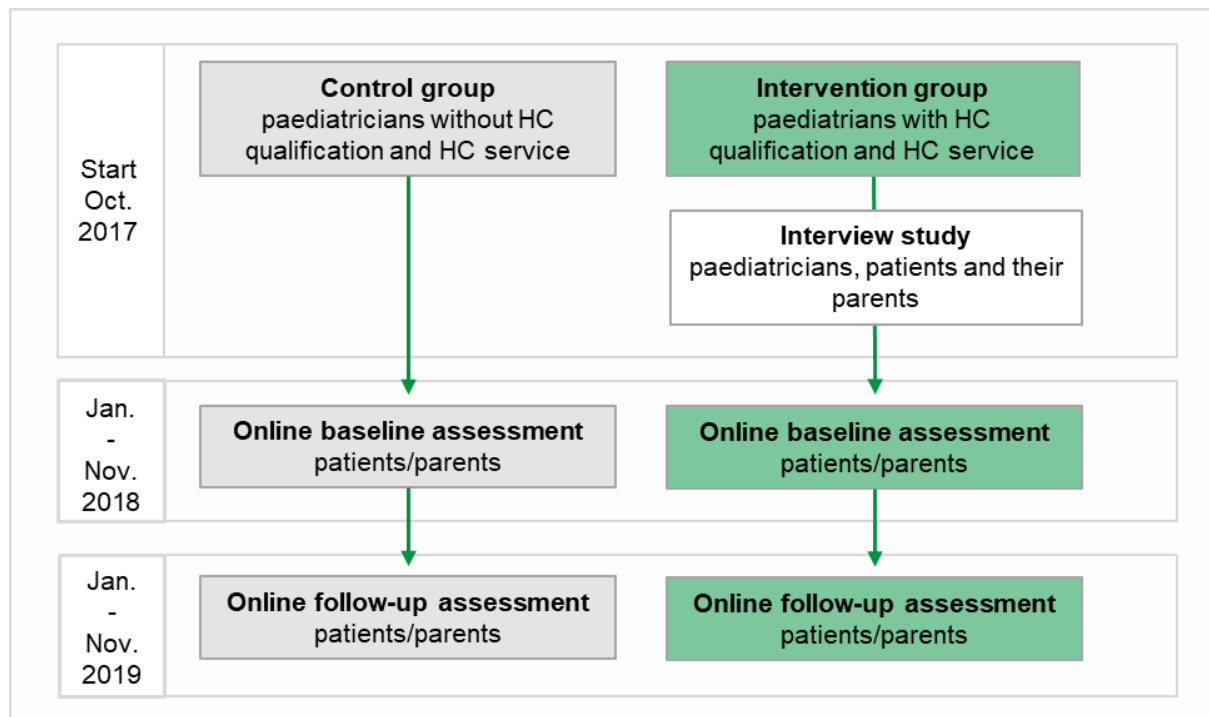 Start
Oct.
2017
Control group
paediatricians without HC
qualification and HC service
Intervention group
paediatrians with HC
qualification and HC service
Interview study
paediatricians, patients and their
parents
Jan.
-
Nov.
2018
Online baseline assessment
patients/parents
Online baseline assessment
patients/parents
Jan.
-
Nov.
2019
Online follow-up assessment
patients/parents
Online follow-up assessment
patients/parents